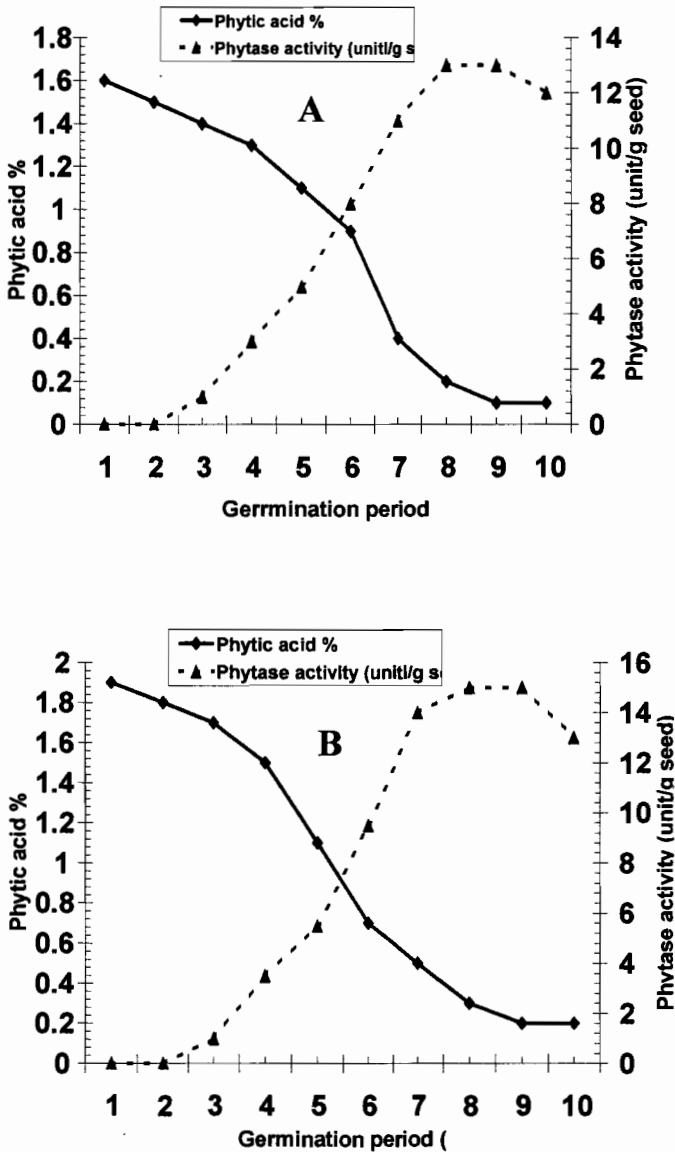 Phytic acid %
Phytase activity (unitl/g s
A
1.8
1.6
1.4
1.2
1
0.8
0.6
0.4
0.2
0
Phytic acid %
14
12
10
8
6
4
2
0
Phytase activity (unit/g seed)
1 2 3 4 5 6 7 8 9 10
Gerrmination period
Phytic acid %
Phytase activity (unitl/g s
B
2
1.8
1.6
1.4
1.2
1
0.8
0.6
0.4
0.2
0
Phytic acid %
16
14
12
10
8
6
4
2
0
Phytase activity (unit/g seed)
1 2 3 4 5 6 7 8 9 10
Germination period (